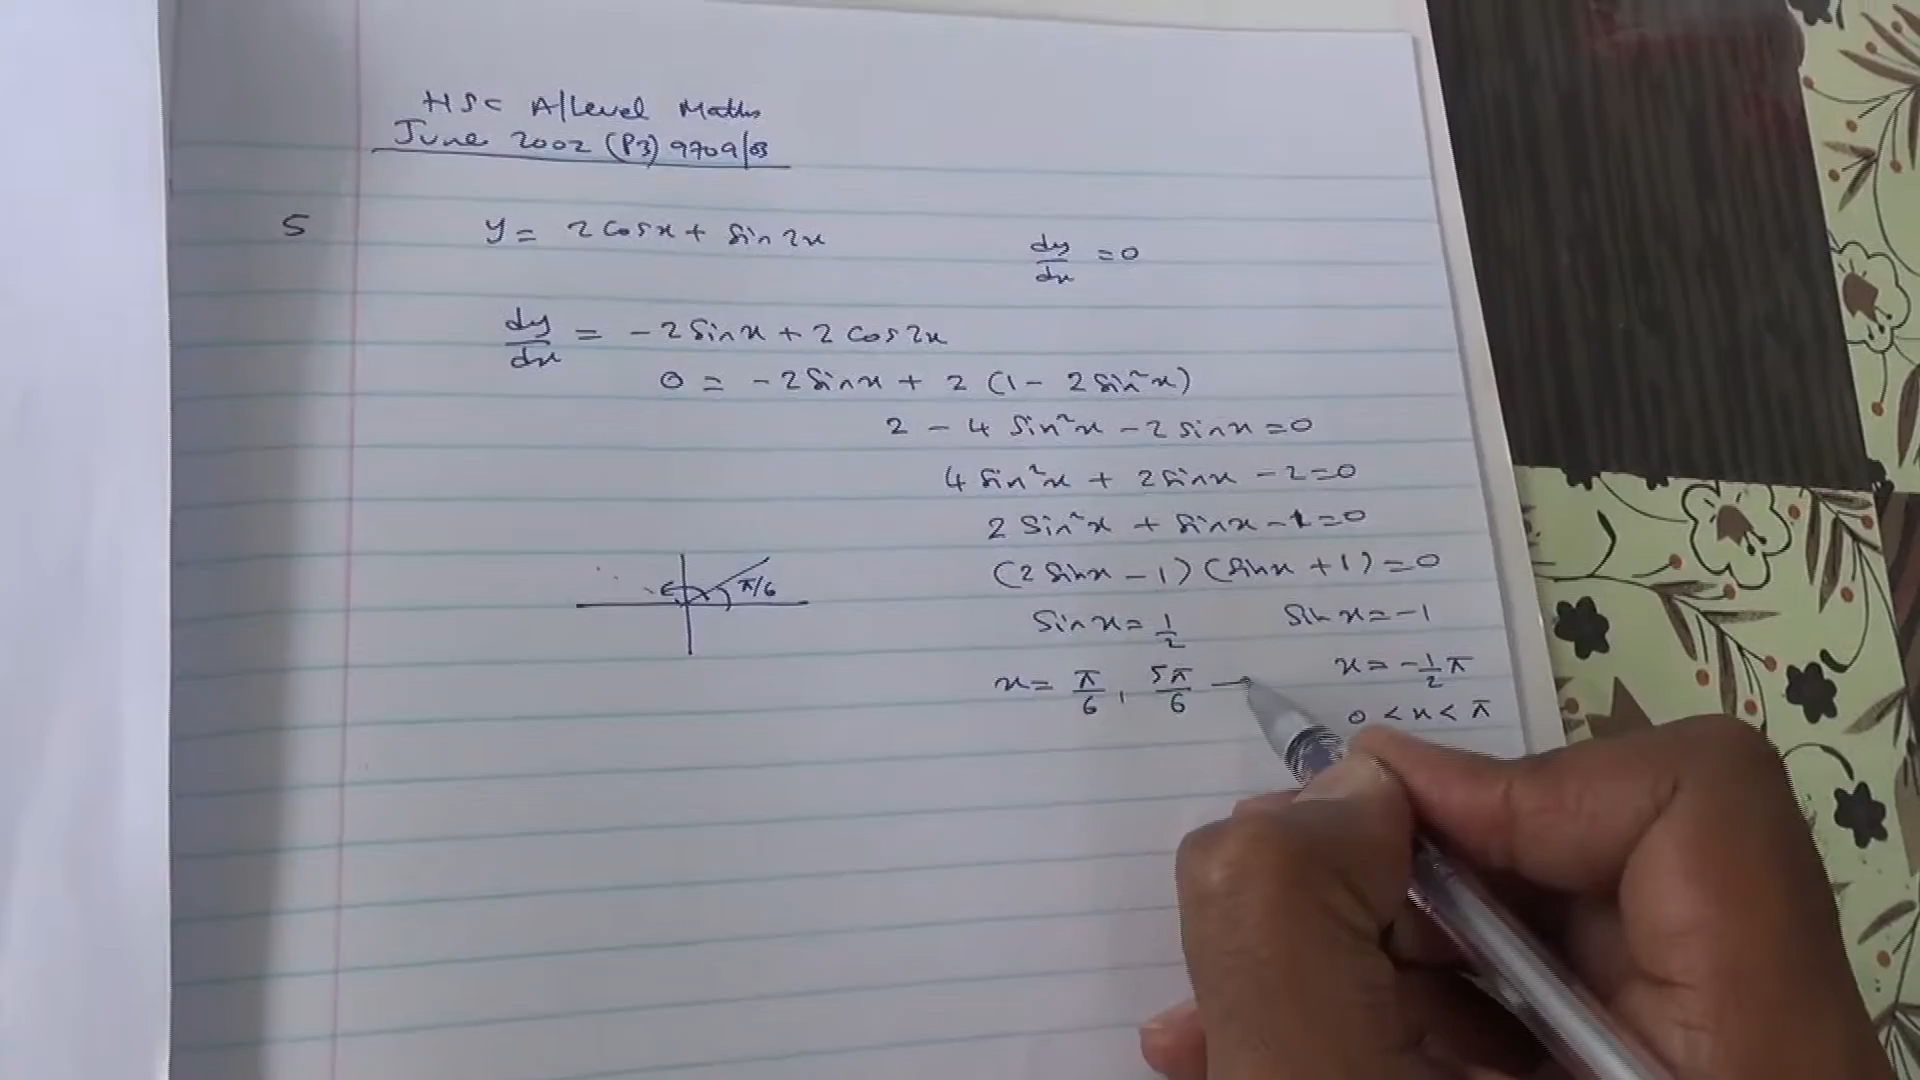 HSC A/Level Maths
June 2002 (P3) 9709/03
5 y = 2cosx + sin2x dy/dx = 0
dy/dx = -2sinx + 2cos2x
0 = -2sinx + 2(1 - 2sin²x)
2 - 4sin²x - 2sinx = 0
4sin²x + 2sinx - 2 = 0
2sin²x + sinx - 1 = 0
(2sinx - 1)(sinx + 1) = 0
π/6
sinx = 1/2 sinx = -1
x = π/6, 5π/6 x = -1/2π
0 < x < π